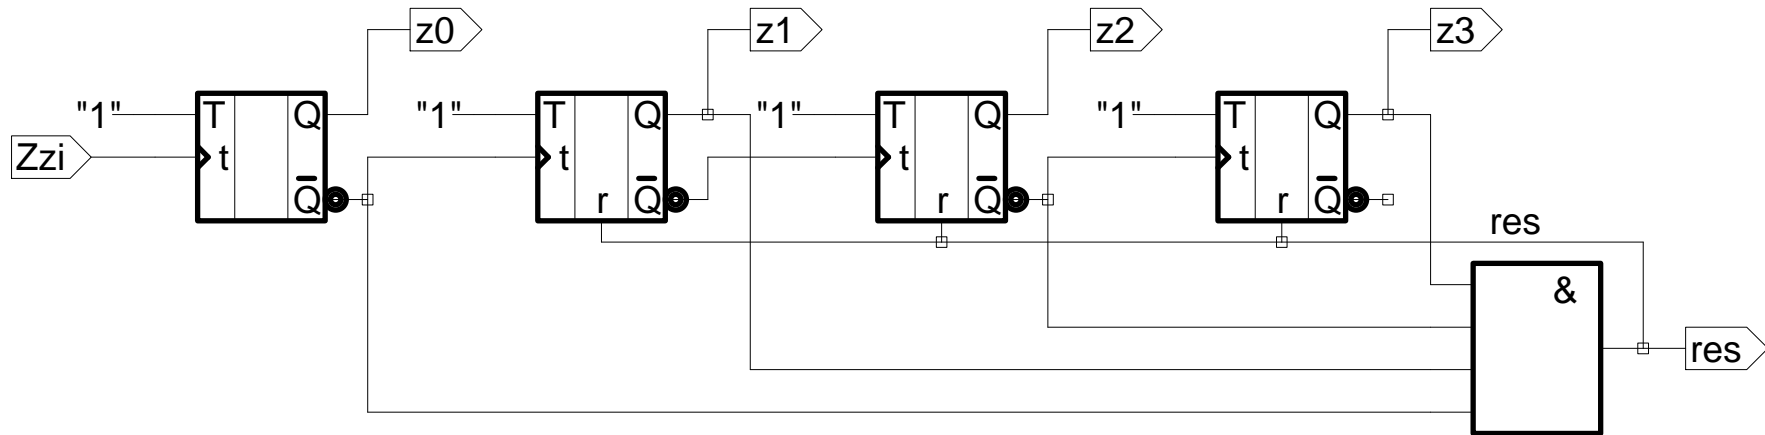 z0 z1 z2 z3
"1" T Q "1" T Q "1" T Q "1" T Q
Zzi t t t t
Q̅ r Q̅ r Q̅ r Q̅
res
&
res